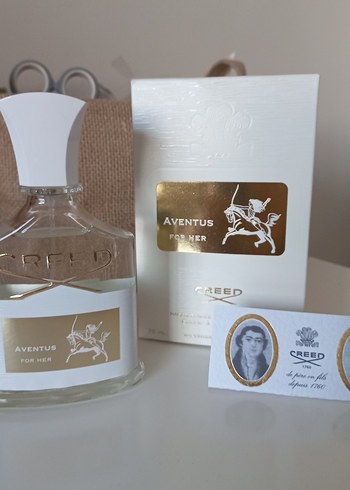 CREED
AVENTUS
FOR HER
AVENTUS
FOR HER
CREED
CREED
1760
de père en fils
depuis 1760